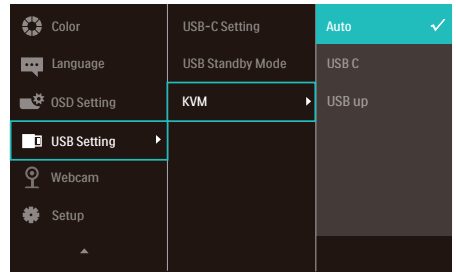 Color
Language
OSD Setting
USB Setting
Webcam
Setup
USB-C Setting
USB Standby Mode
KVM
Auto
USB C
USB up